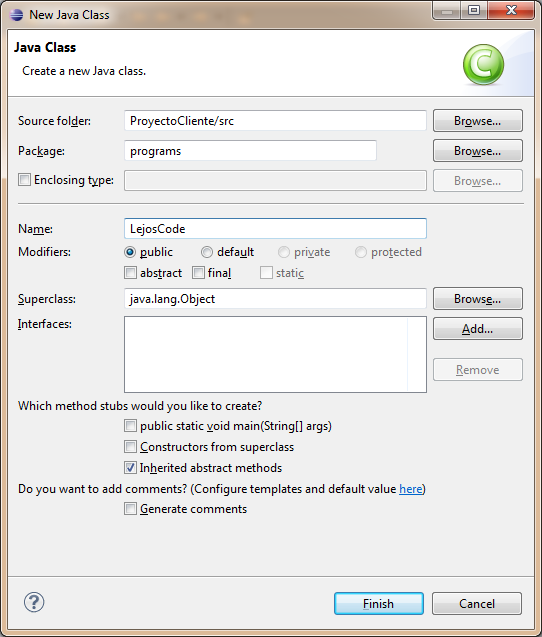 New Java Class
Java Class
Create a new Java class.
C
Source folder: ProyectoCliente/src Browse...
Package: programs Browse...
Enclosing type: Browse...
Name: LejosCode
Modifiers: public default private protected
abstract final static
Superclass: java.lang.Object Browse...
Interfaces: Add...
Remove
Which method stubs would you like to create?
public static void main(String[] args)
Constructors from superclass
Inherited abstract methods
Do you want to add comments? (Configure templates and default value here)
Generate comments
? Finish Cancel